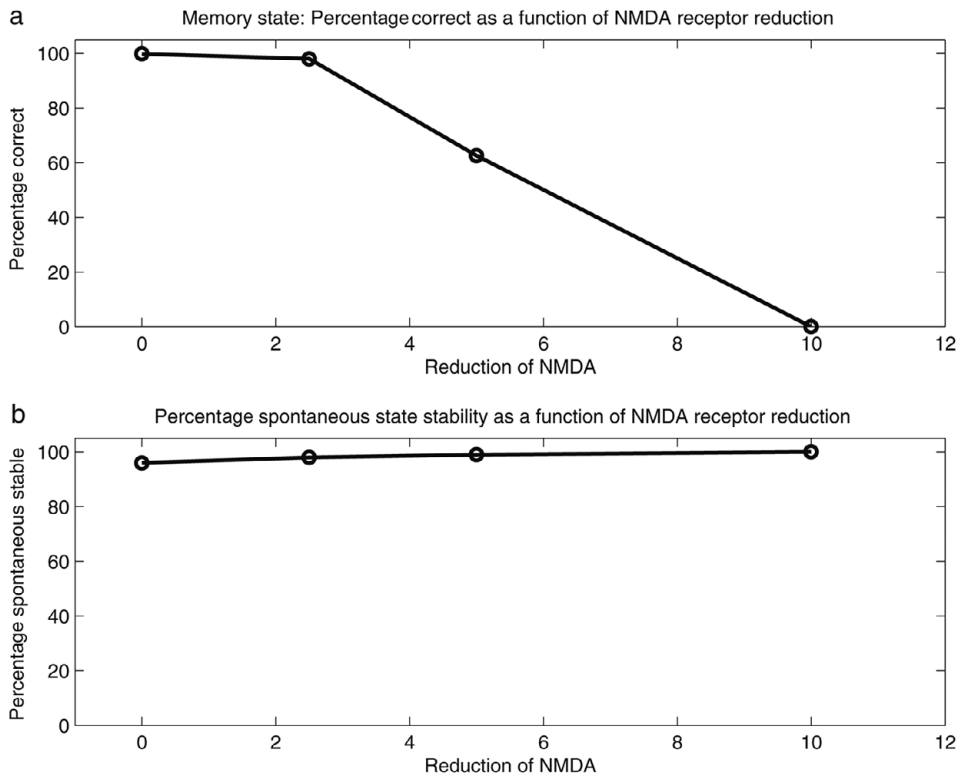 a
Memory state: Percentage correct as a function of NMDA receptor reduction
100
80
60
40
20
0
Percentage correct
0 2 4 6 8 10 12
Reduction of NMDA
b
Percentage spontaneous state stability as a function of NMDA receptor reduction
100
80
60
40
20
0
Percentage spontaneous stable
0 2 4 6 8 10 12
Reduction of NMDA